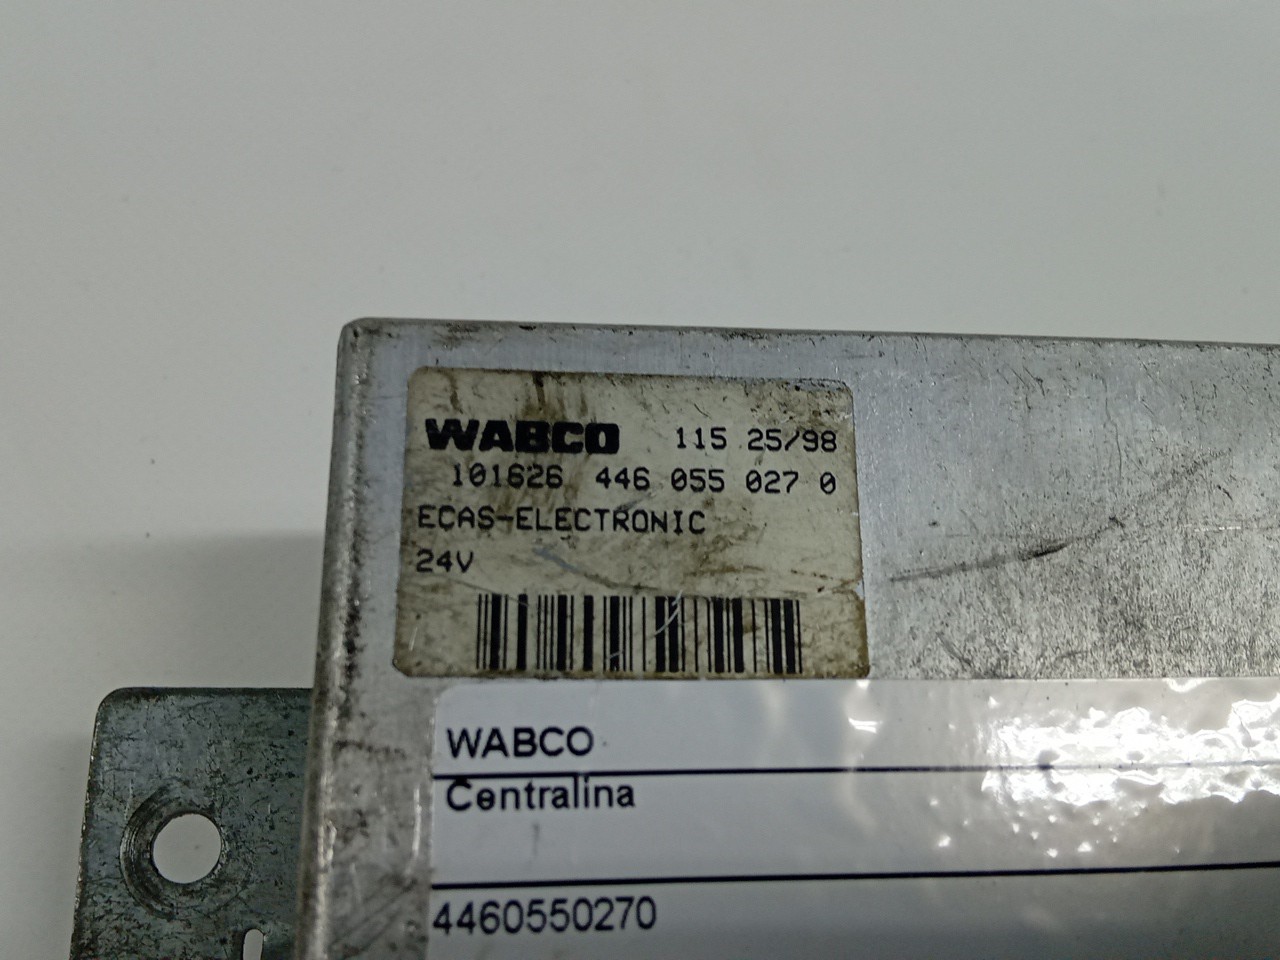 WABCO 115 25/98
101626 446 055 027 0
ECAS-ELECTRONIC
24V
WABCO
Centralina
4460550270